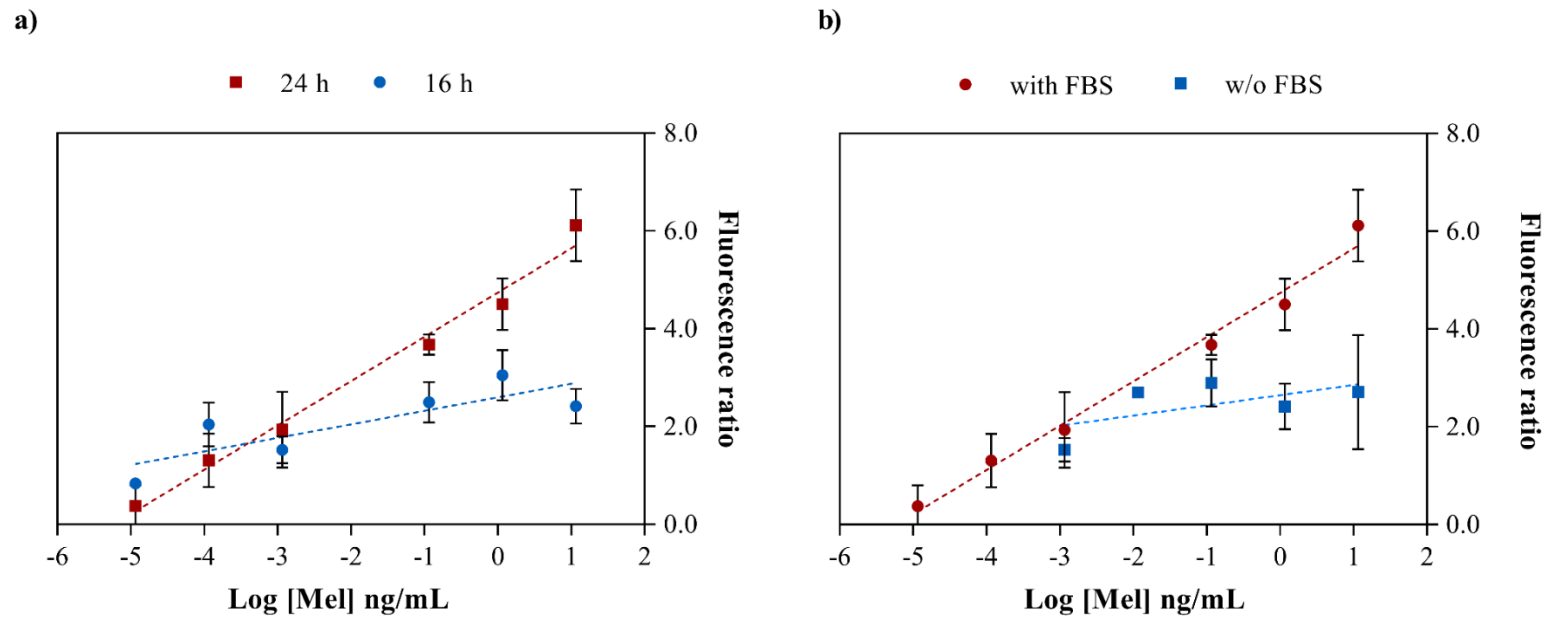 a)
24 h 16 h
8.0
6.0
4.0
2.0
0.0
Fluorescence ratio
-6 -5 -4 -3 -2 -1 0 1 2
Log [Mel] ng/mL
b)
with FBS w/o FBS
8.0
6.0
4.0
2.0
0.0
Fluorescence ratio
-6 -5 -4 -3 -2 -1 0 1 2
Log [Mel] ng/mL